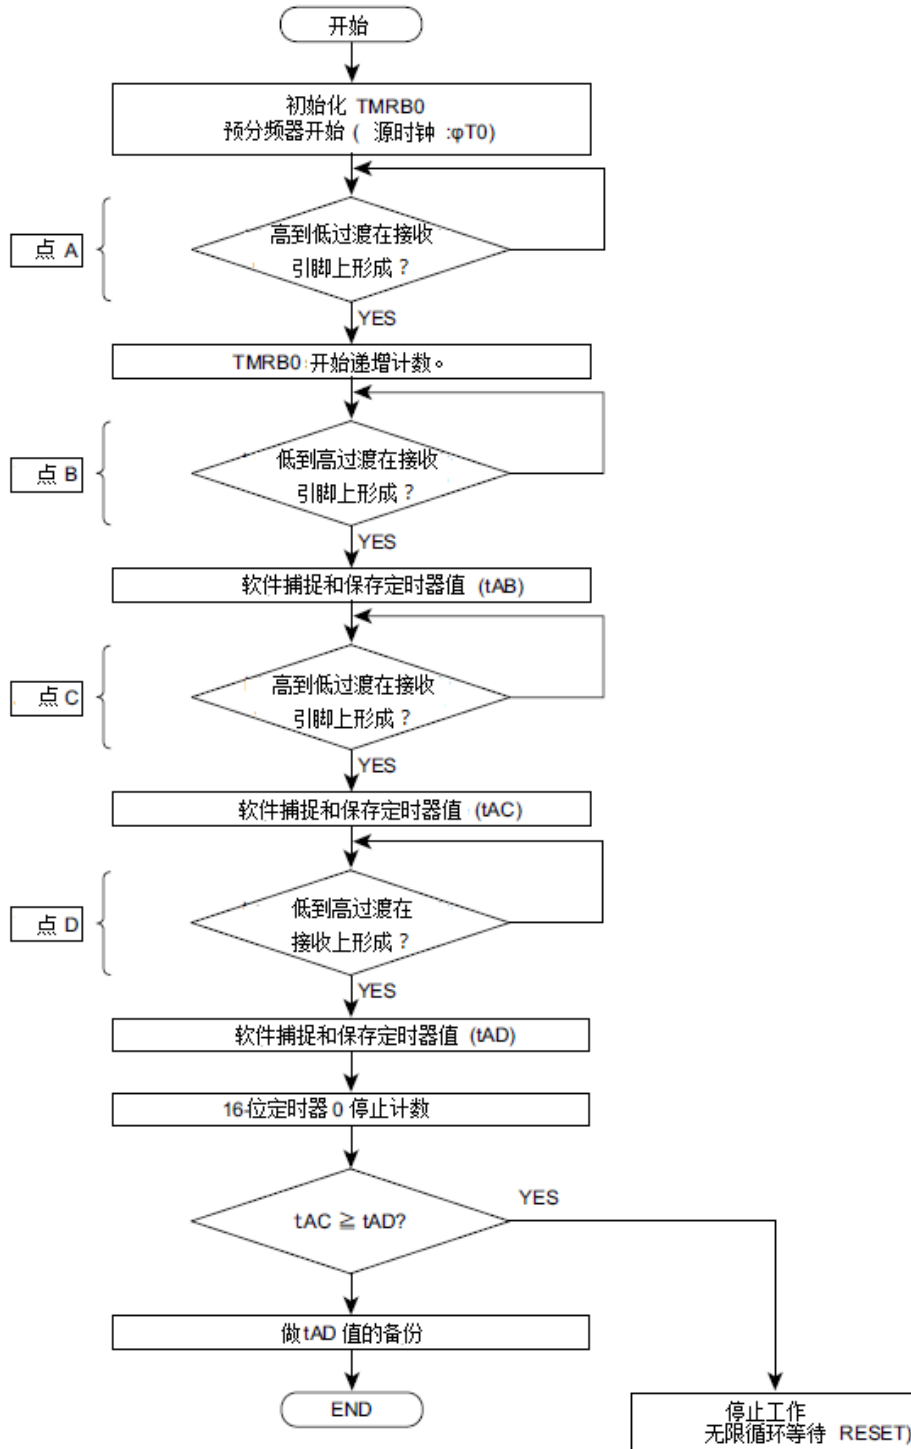 开始
初始化 TMRB0
预分频器开始 ( 源时钟 :φT0)
点 A
高到低过渡在接收
引脚上形成？
YES
TMRB0 开始递增计数。
点 B
低到高过渡在接收
引脚上形成？
YES
软件捕捉和保存定时器值 (tAB)
点 C
高到低过渡在接收
引脚上形成？
YES
软件捕捉和保存定时器值 (tAC)
点 D
低到高过渡在
接收上形成？
YES
软件捕捉和保存定时器值 (tAD)
16-位定时器 0 停止计数
tAC ≧ tAD?
YES
做 tAD 值的备份
END
停止工作
无限循环等待 RESET)